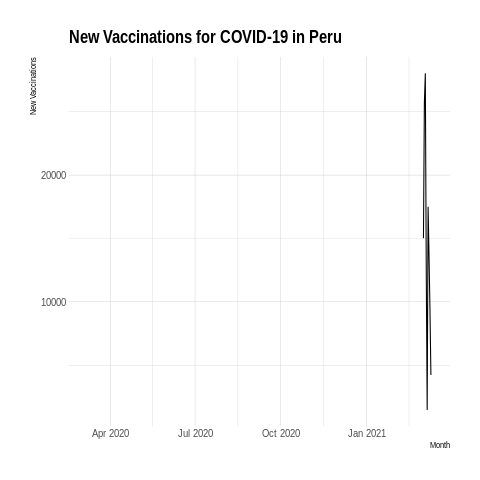 New Vaccinations for COVID-19 in Peru
New Vaccinations
20000
10000
Apr 2020 Jul 2020 Oct 2020 Jan 2021
Month